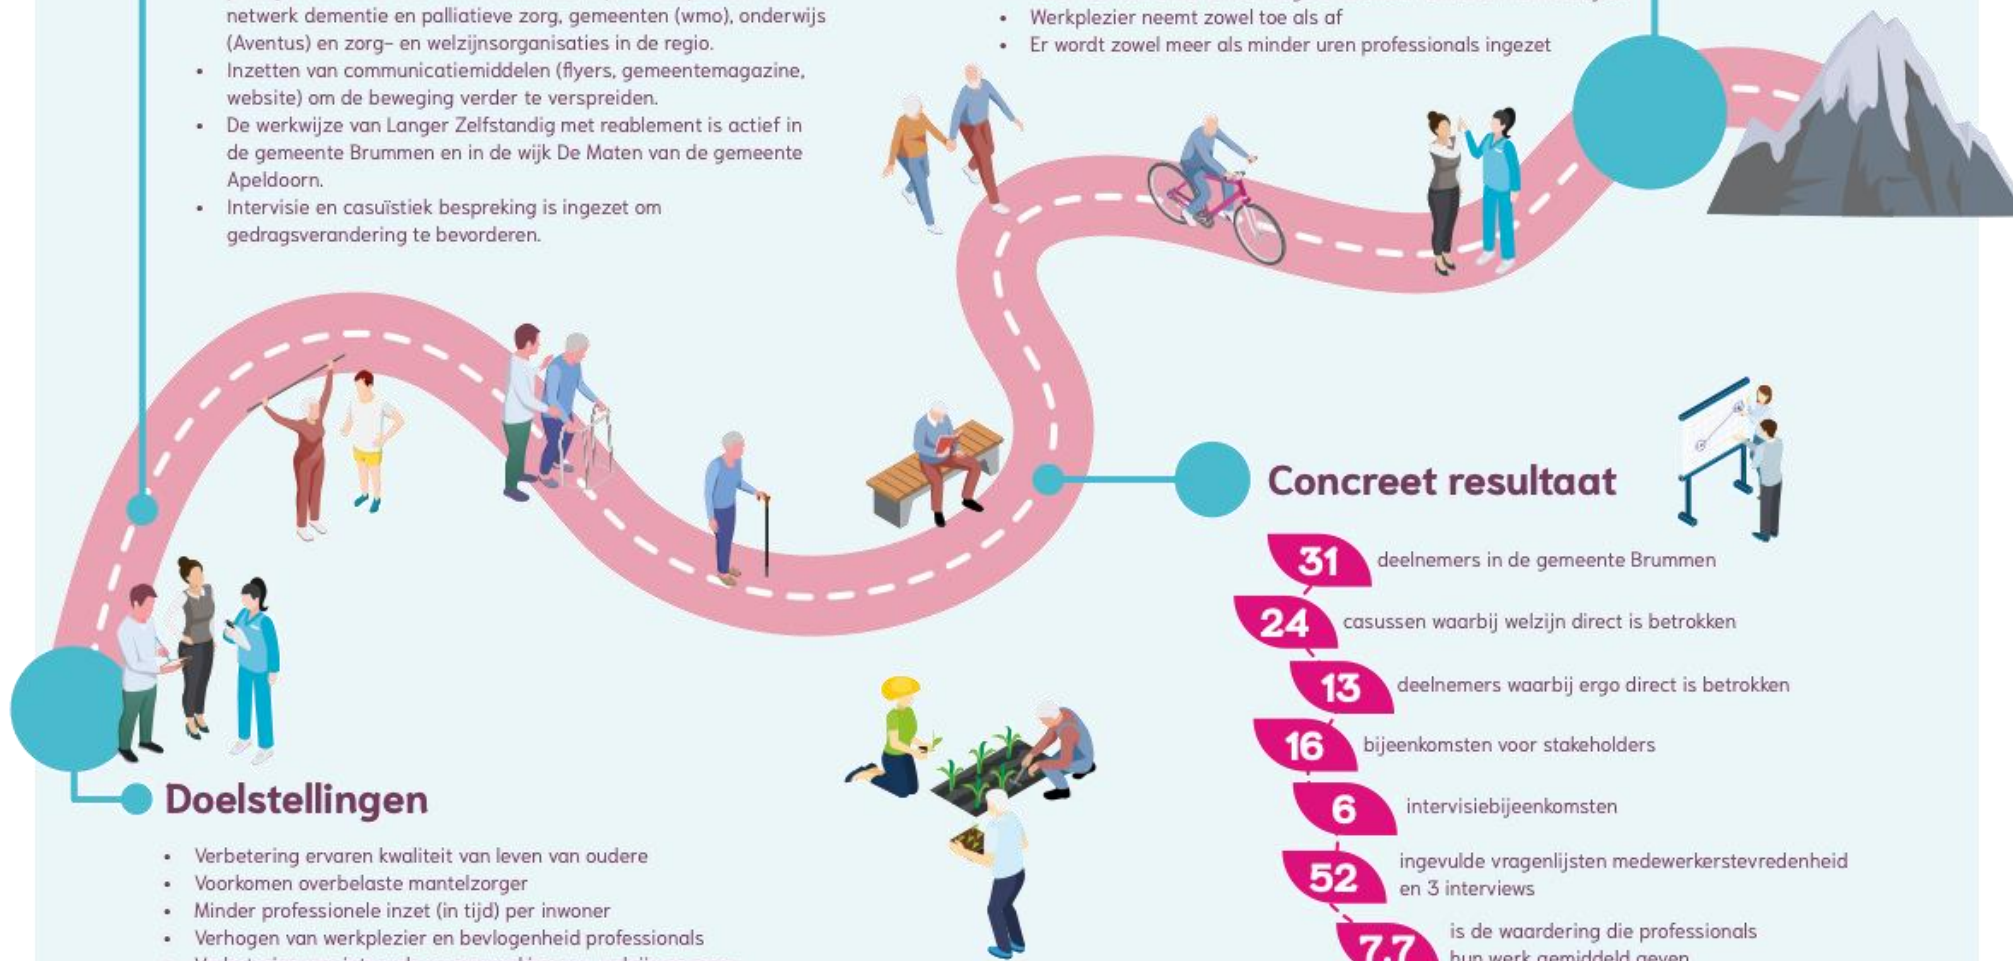 netwerk dementie en palliatieve zorg, gemeenten (wmo), onderwijs
(Aventus) en zorg- en welzijnsorganisaties in de regio.
• Inzetten van communicatiemiddelen (flyers, gemeentemagazine,
website) om de beweging verder te verspreiden.
• De werkwijze van Langer Zelfstandig met reablement is actief in
de gemeente Brummen en in de wijk De Maten van de gemeente
Apeldoorn.
• Intervisie en casuïstiek bespreking is ingezet om
gedragsverandering te bevorderen.
• Werkplezier neemt zowel toe als af
• Er wordt zowel meer als minder uren professionals ingezet
Concreet resultaat
31 deelnemers in de gemeente Brummen
24 casussen waarbij welzijn direct is betrokken
13 deelnemers waarbij ergo direct is betrokken
16 bijeenkomsten voor stakeholders
6 intervisiebijeenkomsten
52 ingevulde vragenlijsten medewerkerstevredenheid
en 3 interviews
7,7 is de waardering die professionals
hun werk gemiddeld geven
Doelstellingen
• Verbetering ervaren kwaliteit van leven van oudere
• Voorkomen overbelaste mantelzorger
• Minder professionele inzet (in tijd) per inwoner
• Verhogen van werkplezier en bevlogenheid professionals